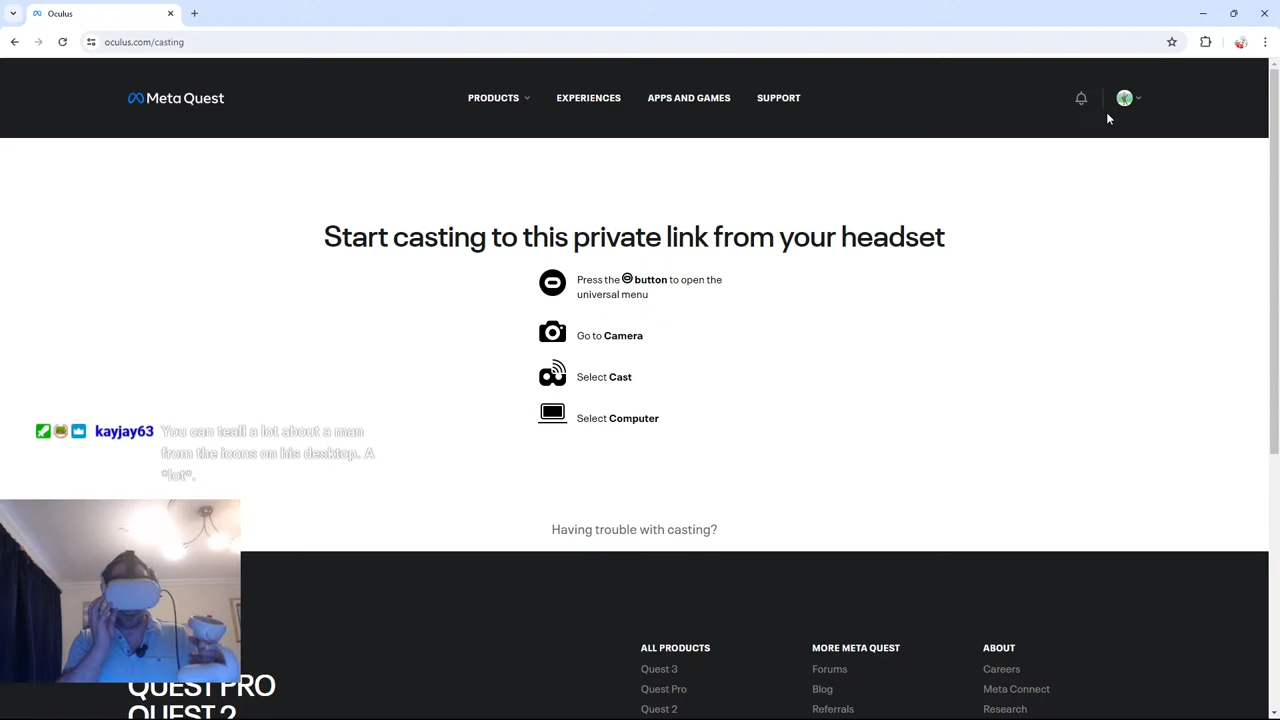 Oculus
oculus.com/casting
Meta Quest
PRODUCTS
EXPERIENCES
APPS AND GAMES
SUPPORT
Start casting to this private link from your headset
Press the button to open the
universal menu
Go to Camera
Select Cast
Select Computer
kayjay63 You can teall a lot about a man
from the icons on his desktop. A
*lot*.
Having trouble with casting?
QUEST PRO
QUEST 2
ALL PRODUCTS
Quest 3
Quest Pro
Quest 2
MORE META QUEST
Forums
Blog
Referrals
ABOUT
Careers
Meta Connect
Research